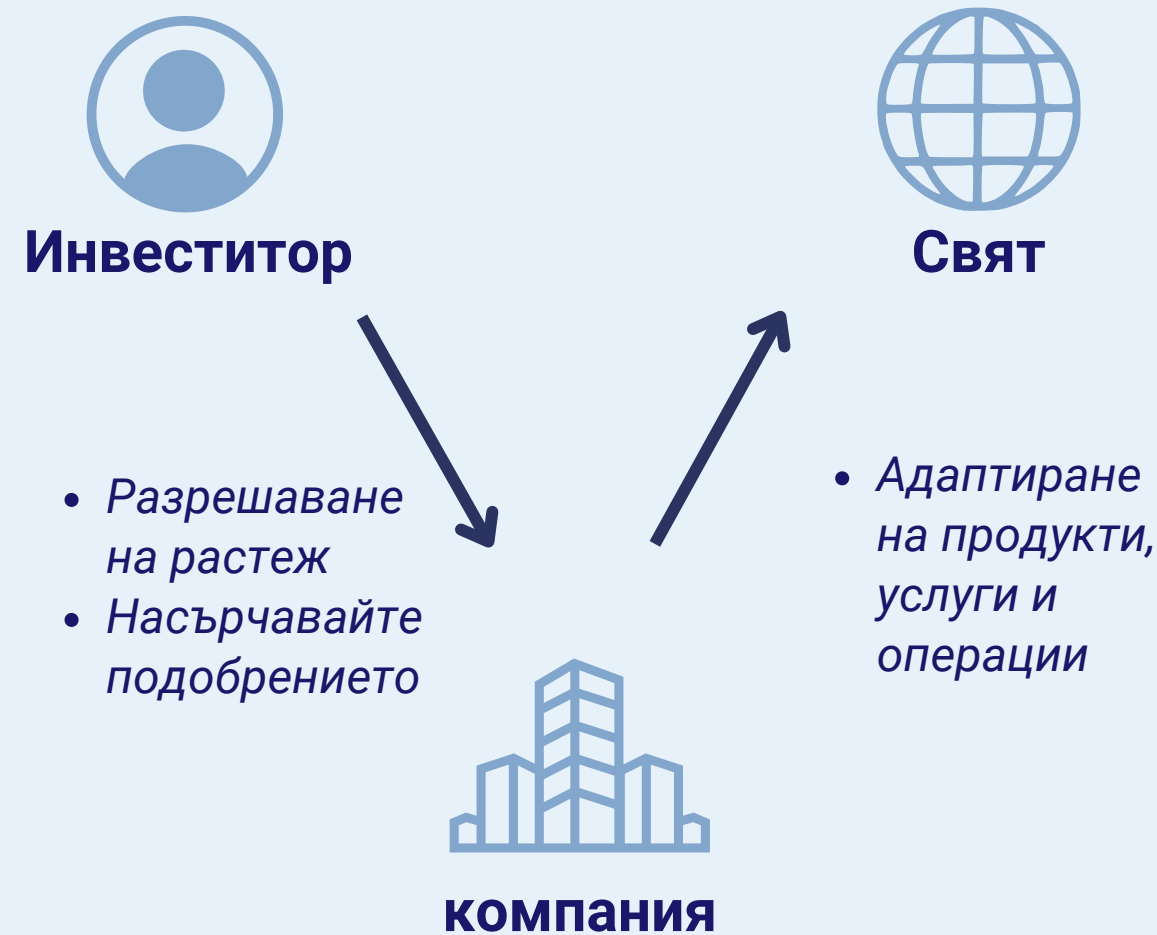 Инвеститор
Свят
• Разрешаване
на растеж
• Насърчавайте
подобрението
• Адаптиране
на продукти,
услуги и
операции
компания